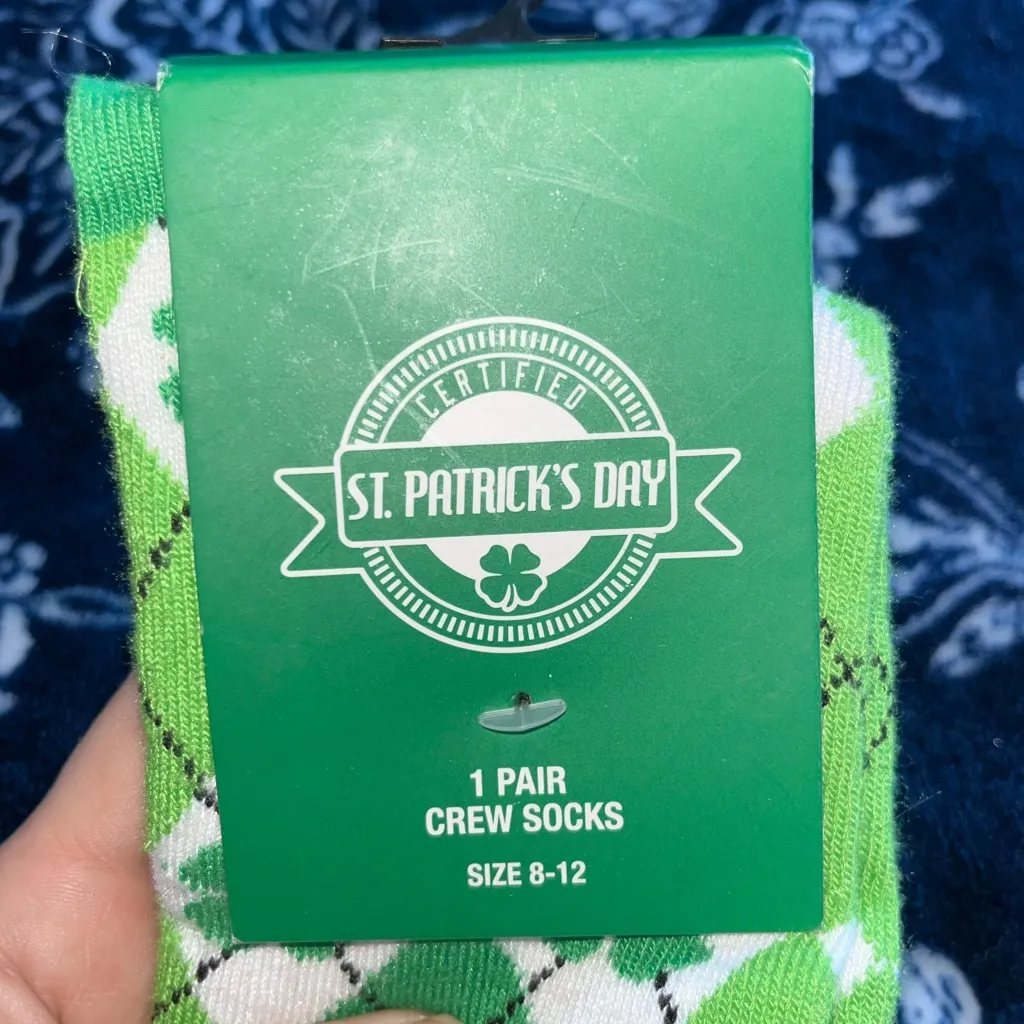 CERTIFIED
ST. PATRICK'S DAY
1 PAIR
CREW SOCKS
SIZE 8-12